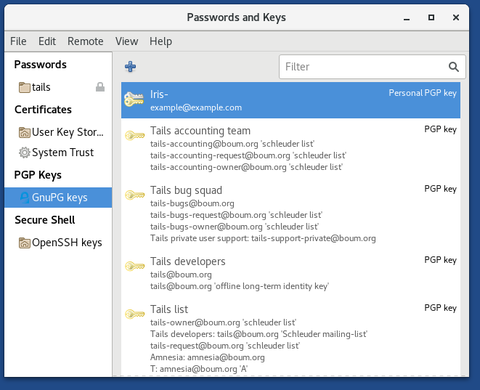 Passwords and Keys
File Edit Remote View Help
Passwords
tails
Certificates
User Key Stor...
System Trust
PGP Keys
GnuPG keys
Secure Shell
OpenSSH keys
Filter
Iris- Personal PGP key
example@example.com
Tails accounting team PGP key
tails-accounting@boum.org 'schleuder list'
tails-accounting-request@boum.org 'schleuder list'
tails-accounting-owner@boum.org 'schleuder list'
Tails bug squad PGP key
tails-bugs@boum.org
tails-bugs-request@boum.org 'schleuder list'
tails-bugs-owner@boum.org 'schleuder list'
Tails private user support: tails-support-private@boum.org
Tails developers PGP key
tails@boum.org
tails@boum.org 'offline long-term identity key'
Tails list PGP key
tails-owner@boum.org 'schleuder list'
Tails developers: tails@boum.org 'Schleuder mailing-list'
tails-request@boum.org 'schleuder list'
Amnesia: amnesia@boum.org
T: amnesia@boum.org 'A'